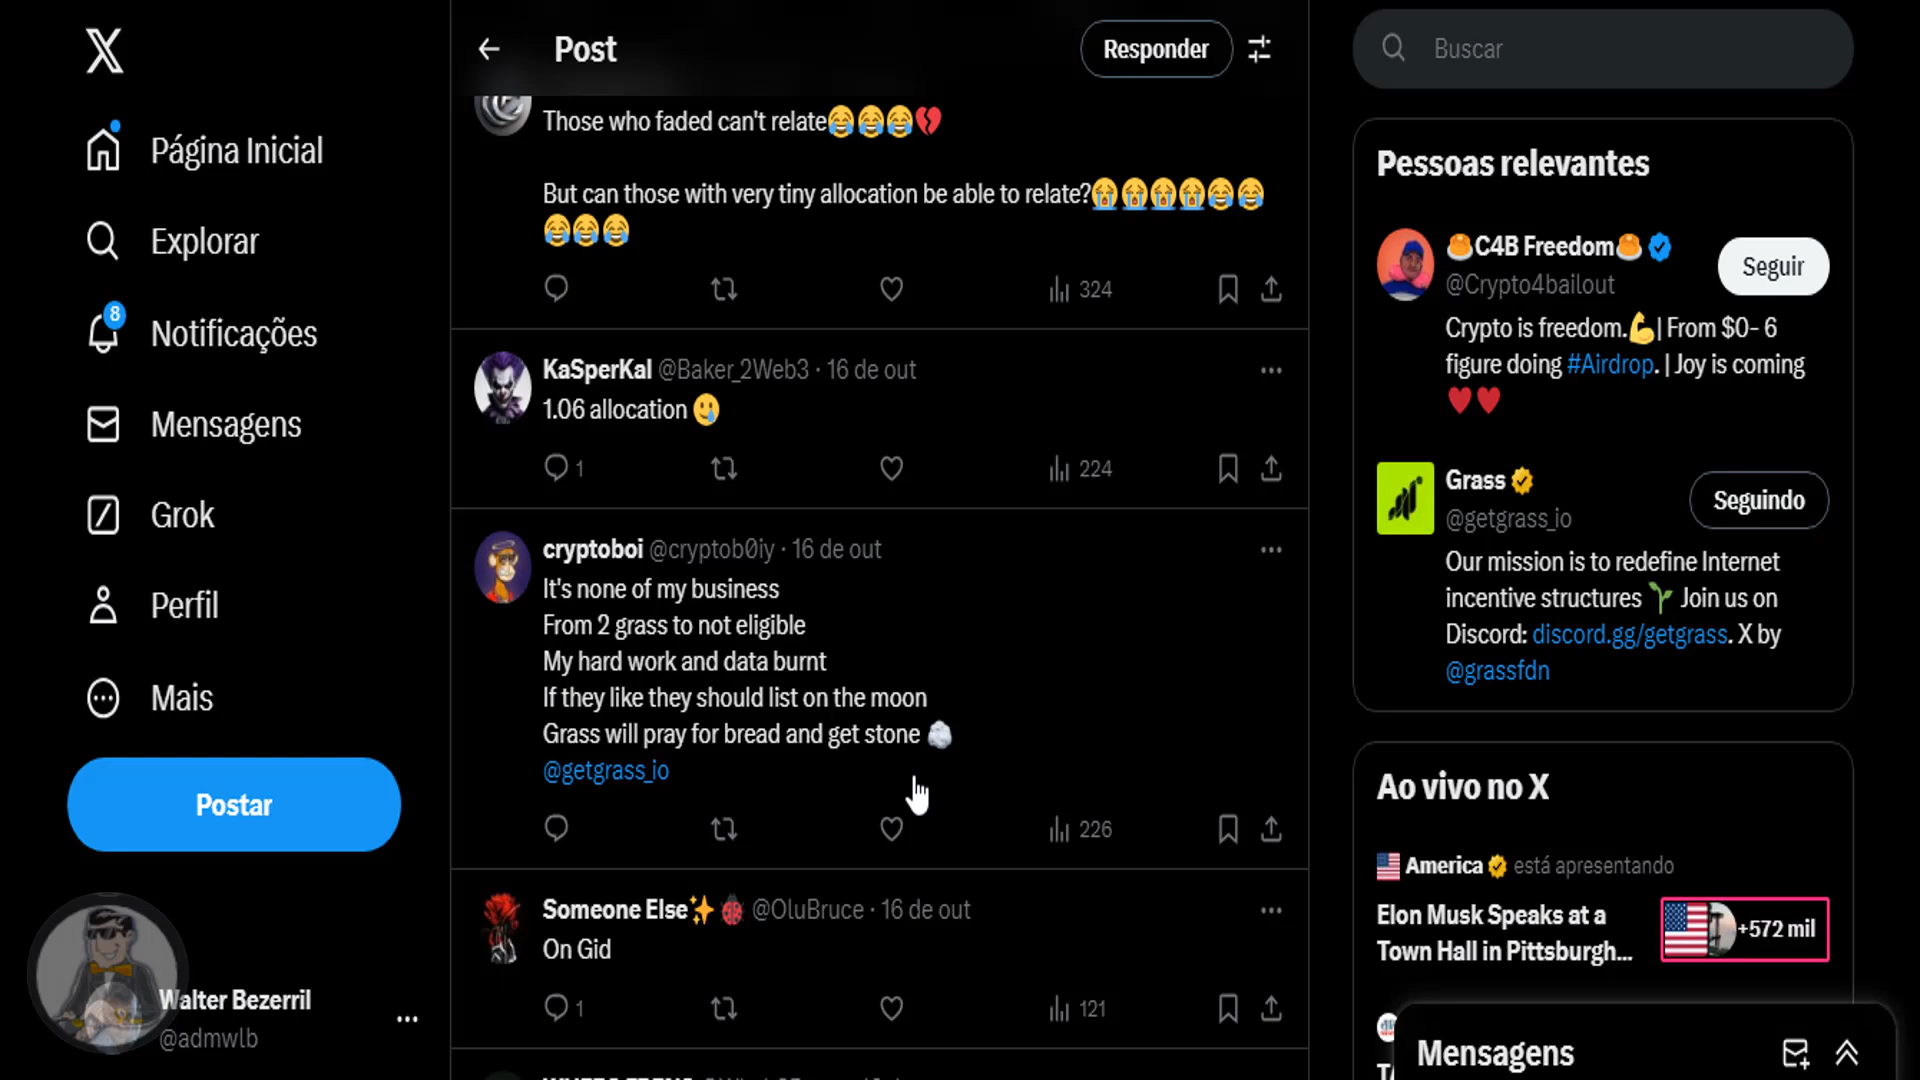 Post
Responder
Buscar
Página Inicial
Explorar
8
Notificações
Mensagens
Grok
Perfil
Mais
Postar
Walter Bezerril
@admwlb
Those who faded can't relate😂😂😂💔
But can those with very tiny allocation be able to relate?😭😭😭😭😂😂
😂😂😂
324
KaSperKal @Baker_2Web3 · 16 de out
1.06 allocation 🥲
1
224
cryptoboi @cryptob0iy · 16 de out
It's none of my business
From 2 grass to not eligible
My hard work and data burnt
If they like they should list on the moon
Grass will pray for bread and get stone 🪨
@getgrass_io
226
Someone Else✨🐞 @OluBruce · 16 de out
On Gid
1
121
Pessoas relevantes
🍮C4B Freedom🍮
@Crypto4bailout
Seguir
Crypto is freedom.💪| From $0- 6
figure doing #Airdrop. | Joy is coming
♥️♥️
Grass
@getgrass_io
Seguindo
Our mission is to redefine Internet
incentive structures 🌱 Join us on
Discord: discord.gg/getgrass. X by
@grassfdn
Ao vivo no X
America está apresentando
Elon Musk Speaks at a
Town Hall in Pittsburgh...
+572 mil
Mensagens